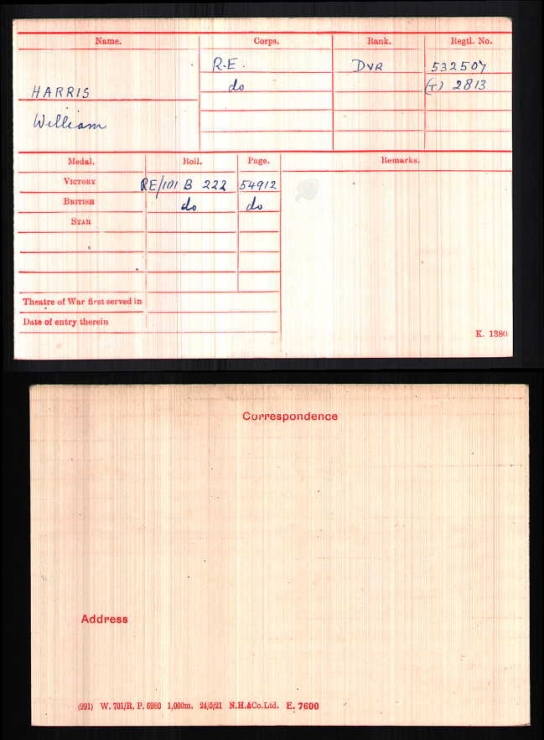 Name. Corps. Rank. Regtl. No.
R.E. DVR 532507
HARRIS do (T) 2813
William
Medal. Roll. Page. Remarks.
VICTORY RE/101 B 222 54912
BRITISH do do
STAR
Theatre of War first served in
Date of entry therein
K. 1380
Correspondence
Address
(991) W. 701/R. P. 6980 1,000m. 24/5/21 N.H.&Co.Ltd. E. 7600